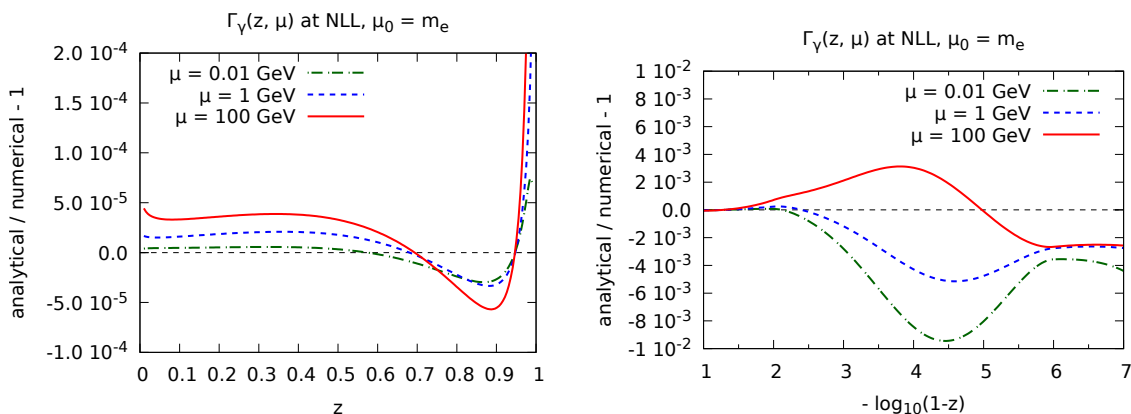 Γγ(z, μ) at NLL, μ0 = me
2.0 10-4
1.5 10-4
1.0 10-4
5.0 10-5
0.0
-5.0 10-5
-1.0 10-4
analytical / numerical - 1
μ = 0.01 GeV
μ = 1 GeV
μ = 100 GeV
0 0.1 0.2 0.3 0.4 0.5 0.6 0.7 0.8 0.9 1
z
Γγ(z, μ) at NLL, μ0 = me
1 10-2
8 10-3
6 10-3
4 10-3
2 10-3
0.0
-2 10-3
-4 10-3
-6 10-3
-8 10-3
-1 10-2
analytical / numerical - 1
μ = 0.01 GeV
μ = 1 GeV
μ = 100 GeV
1 2 3 4 5 6 7
- log10(1-z)